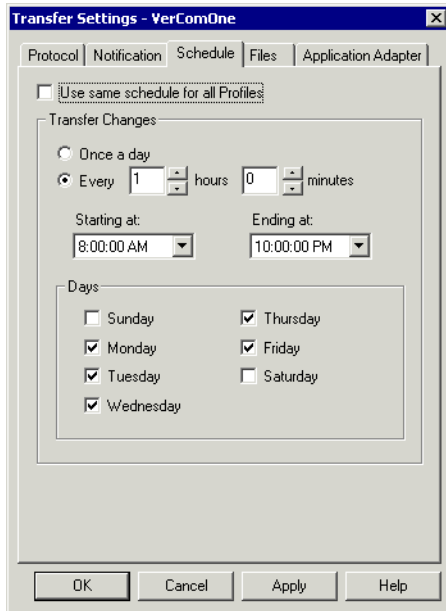 Transfer Settings - VerComOne
Protocol Notification Schedule Files Application Adapter
Use same schedule for all Profiles
Transfer Changes
Once a day
Every 1 hours 0 minutes
Starting at: Ending at:
8:00:00 AM 10:00:00 PM
Days
Sunday Thursday
Monday Friday
Tuesday Saturday
Wednesday
OK Cancel Apply Help